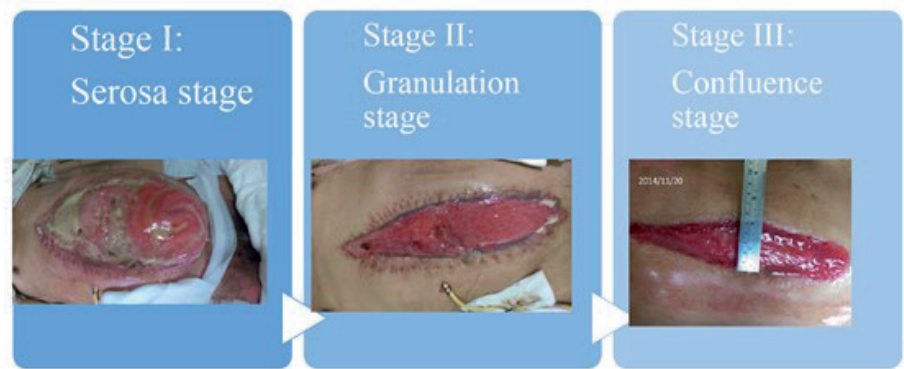 Stage I:
Serosa stage
Stage II:
Granulation
stage
Stage III:
Confluence
stage
2014/11/20